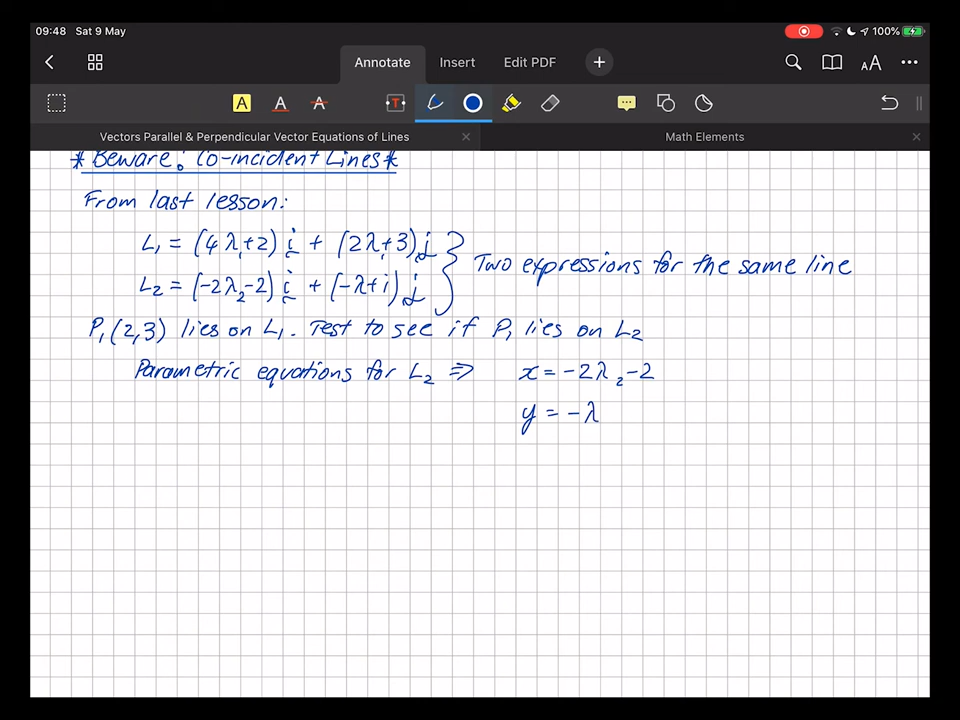 09:48 Sat 9 May 100%
Annotate Insert Edit PDF
A A A T AA
Vectors Parallel & Perpendicular Vector Equations of Lines
Math Elements
*Beware: Co-incident Lines*
From last lesson:
L₁ = (4λ₁+2) i + (2λ₁+3) j
L₂ = (-2λ₂-2) i + (-λ+i) j
Two expressions for the same line
P₁(2,3) lies on L₁. Test to see if P₁ lies on L₂
Parametric equations for L₂ ⇒ x = -2λ₂-2
y = -λ